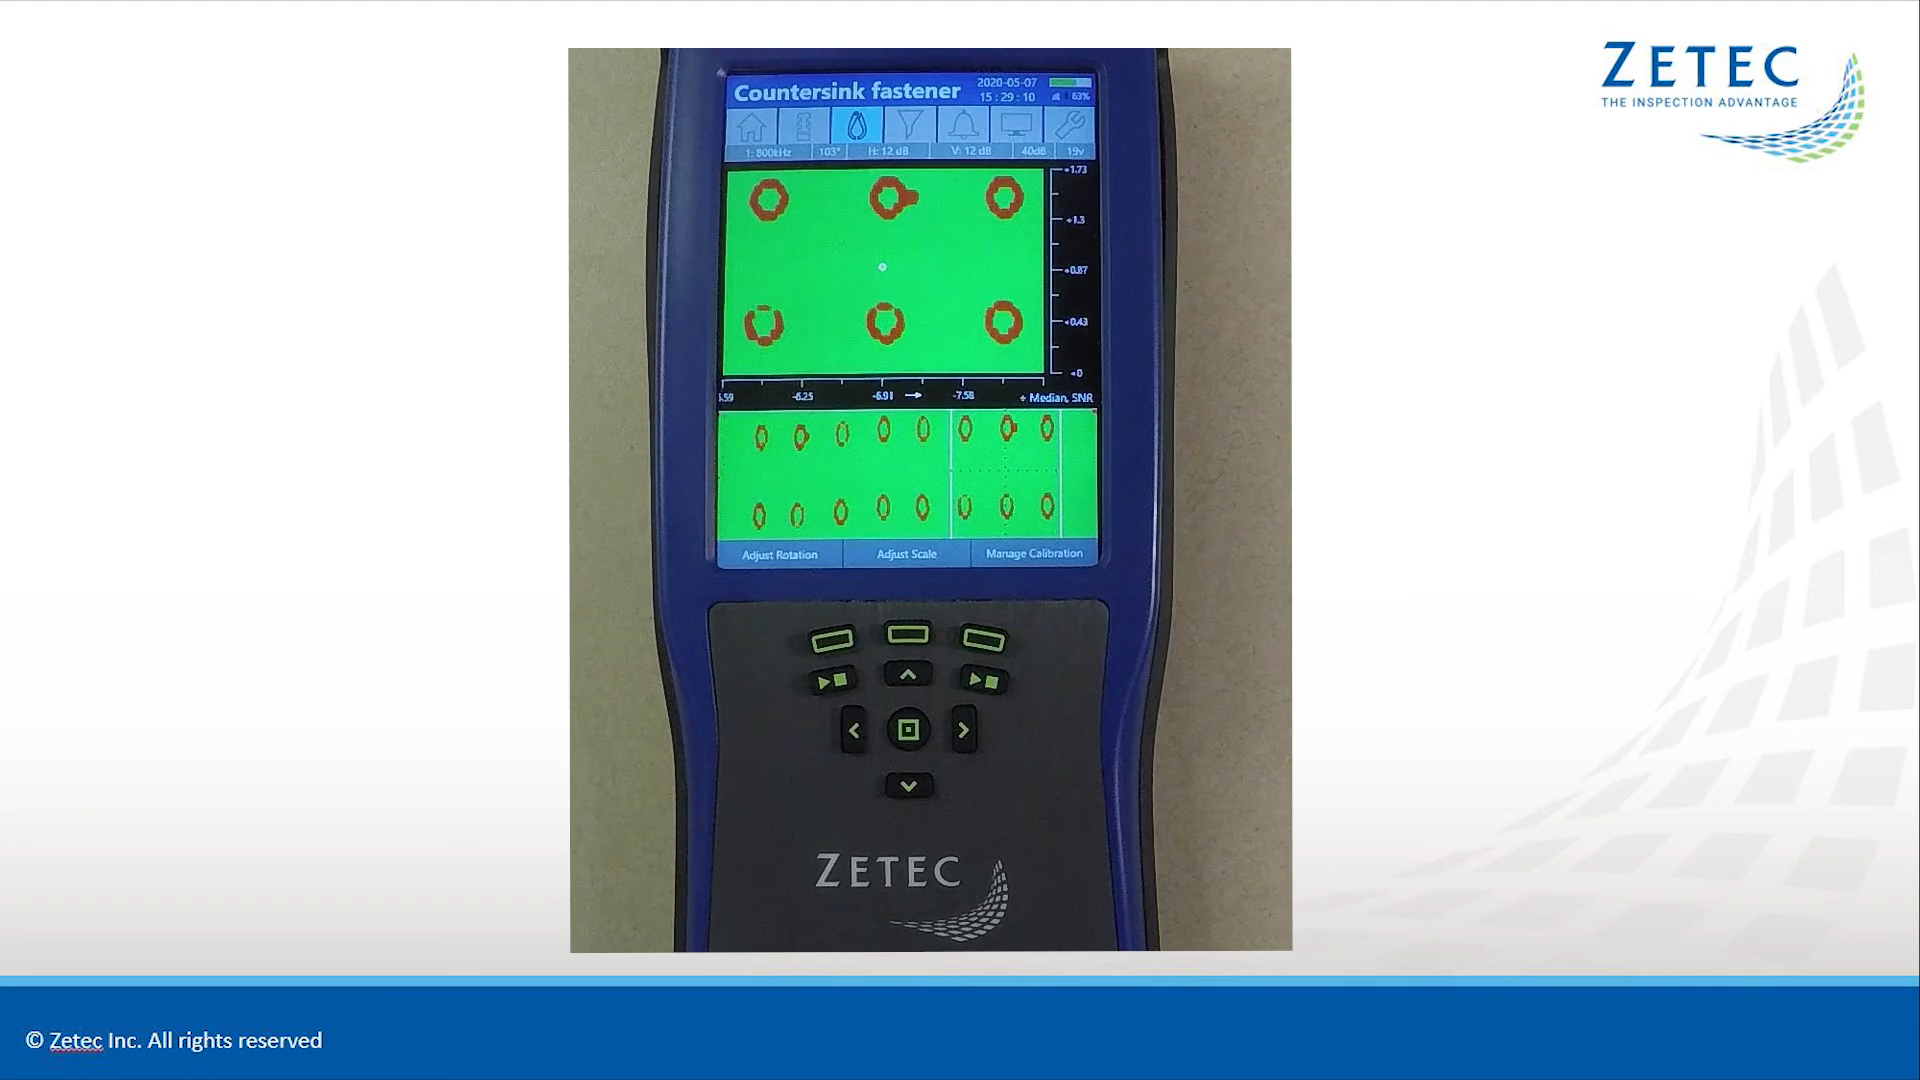 ZETEC
THE INSPECTION ADVANTAGE
Countersink fastener
2020-05-07
15 : 29 : 10
63%
1: 800kHz 103° H: 12 dB V: 12 dB 40dB 19v
1.73
1.3
0.87
0.43
0
-6.25 -6.91 -7.58 + Median, SNR
Adjust Rotation Adjust Scale Manage Calibration
ZETEC
© Zetec Inc. All rights reserved